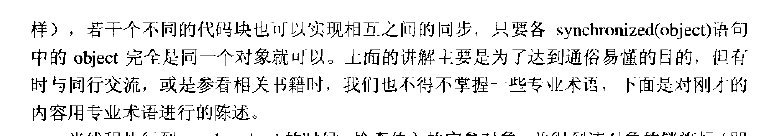 样），若干个不同的代码块也可以实现相互之间的同步，只要各 synchronized(object)语句
中的 object 完全是同一个对象就可以。上面的讲解主要是为了达到通俗易懂的目的，但有
时与同行交流，或是参看相关书籍时，我们也不得不掌握一些专业术语，下面是对刚才的
内容用专业术语进行的陈述。